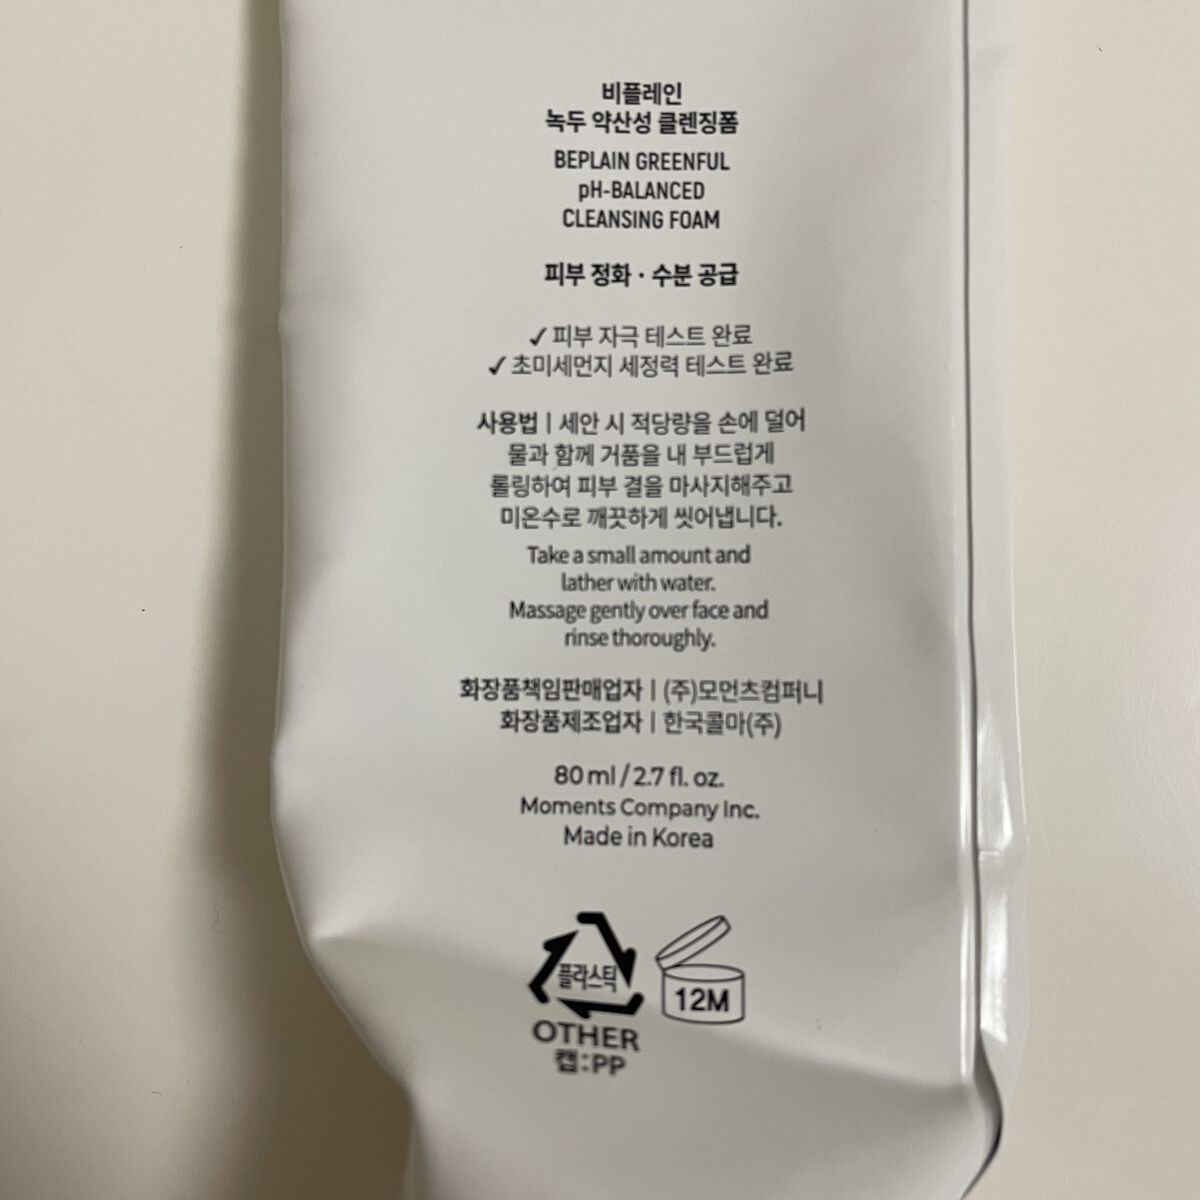 비플레인
녹두 약산성 클렌징폼
BEPLAIN GREENFUL
pH-BALANCED
CLEANSING FOAM
피부 정화 · 수분 공급
✓ 피부 자극 테스트 완료
✓ 초미세먼지 세정력 테스트 완료
사용법 | 세안 시 적당량을 손에 덜어
물과 함께 거품을 내 부드럽게
롤링하여 피부 결을 마사지해주고
미온수로 깨끗하게 씻어냅니다.
Take a small amount and
lather with water.
Massage gently over face and
rinse thoroughly.
화장품책임판매업자 | (주)모먼츠컴퍼니
화장품제조업자 | 한국콜마(주)
80 ml / 2.7 fl. oz.
Moments Company Inc.
Made in Korea
플라스틱
OTHER
캡:PP
12M